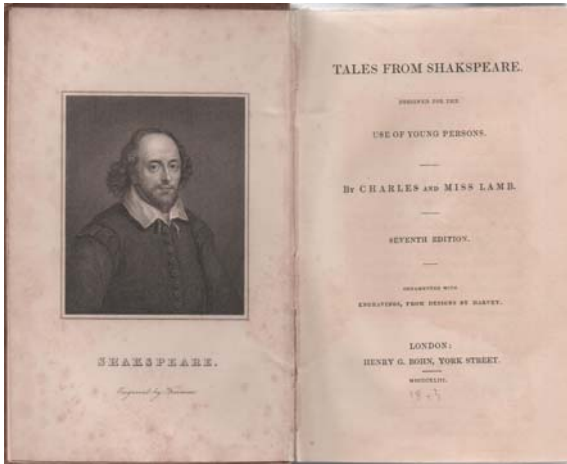 SHAKSPEARE.
Engraved by
TALES FROM SHAKSPEARE.
DESIGNED FOR THE
USE OF YOUNG PERSONS.
BY CHARLES AND MISS LAMB.
SEVENTH EDITION.
ORNAMENTED WITH
ENGRAVINGS, FROM DESIGNS BY HARVEY.
LONDON:
HENRY G. BOHN, YORK STREET.
MDCCCXLIII.